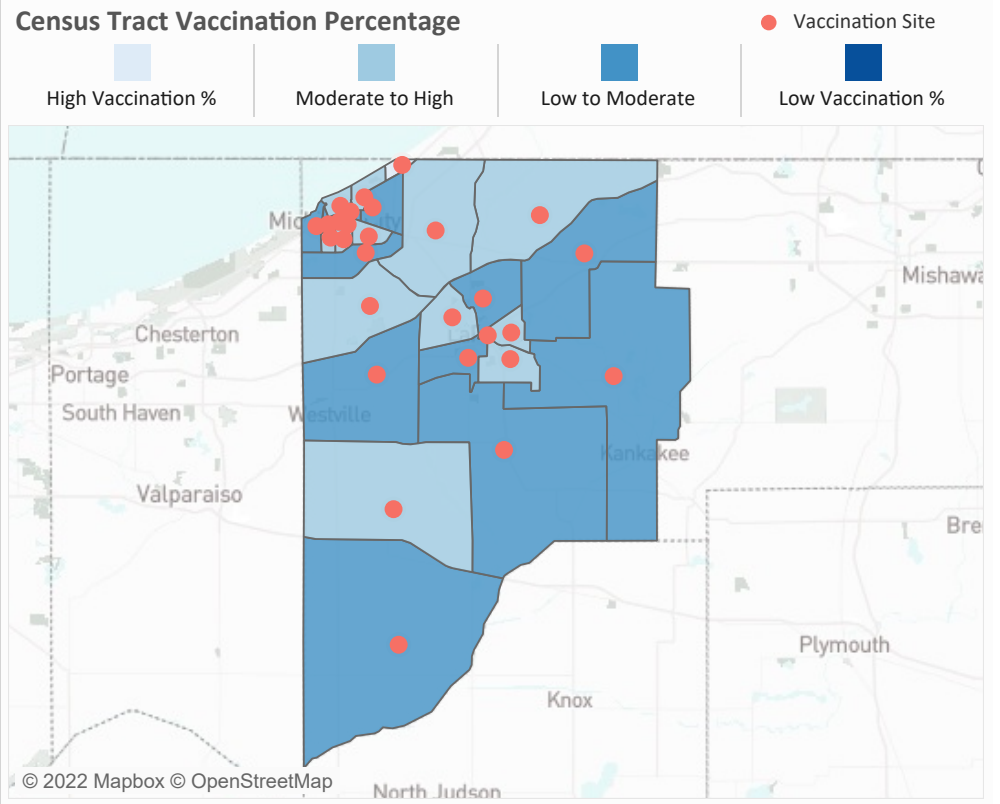 Census Tract Vaccination Percentage
Vaccination Site
High Vaccination %
Moderate to High
Low to Moderate
Low Vaccination %
Mishawa
Chesterton
Portage
South Haven
Westville
Kankakee
Valparaiso
Bre
Plymouth
Knox
© 2022 Mapbox © OpenStreetMap
North Judson